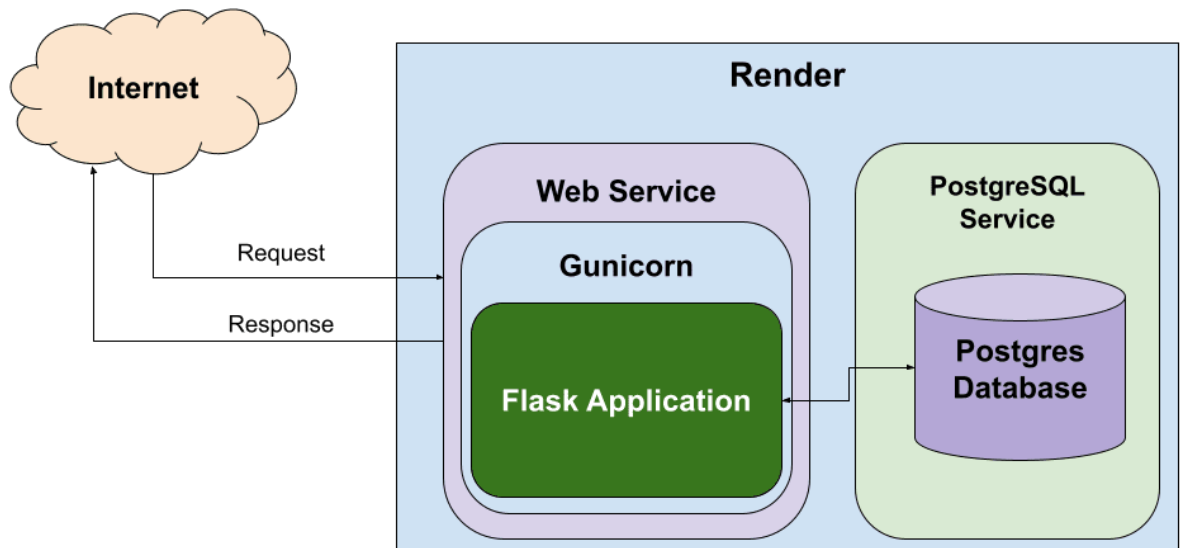 Internet
Render
Web Service
PostgreSQL
Service
Request
Gunicorn
Response
Flask Application
Postgres
Database